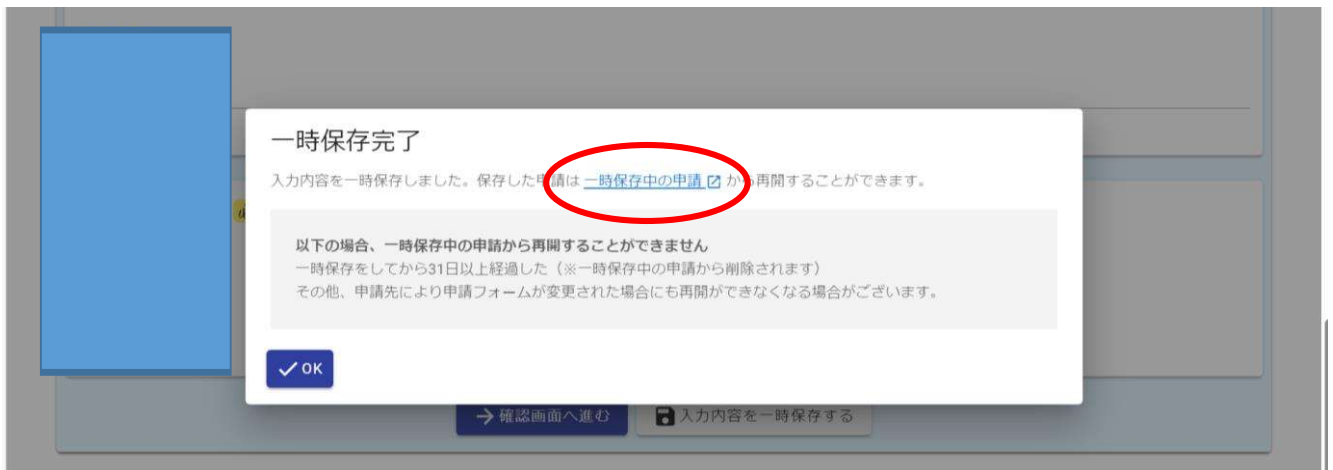 一時保存完了
入力内容を一時保存しました。保存した申請は 一時保存中の申請 から再開することができます。
以下の場合、一時保存中の申請から再開することができません
一時保存をしてから31日以上経過した（※一時保存中の申請から削除されます）
その他、申請先により申請フォームが変更された場合にも再開ができなくなる場合がございます。
OK
確認画面へ進む
入力内容を一時保存する